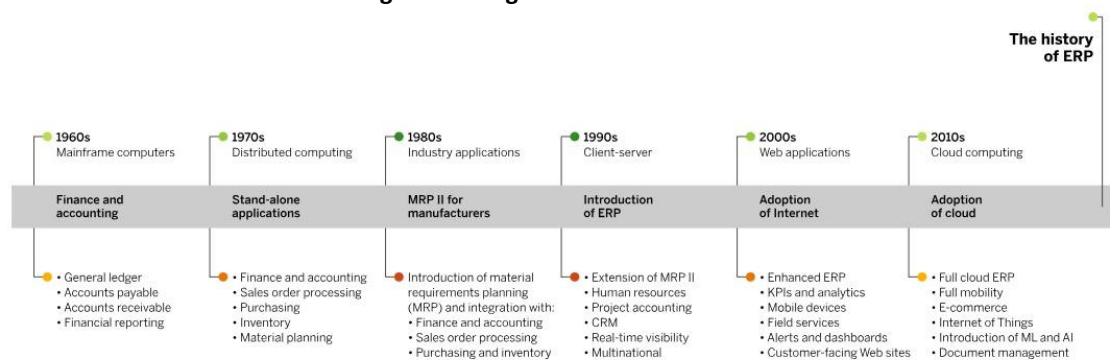 The history
of ERP
1960s
Mainframe computers
1970s
Distributed computing
1980s
Industry applications
1990s
Client-server
2000s
Web applications
2010s
Cloud computing
Finance and
accounting
Stand-alone
applications
MRP II for
manufacturers
Introduction
of ERP
Adoption
of Internet
Adoption
of cloud
• General ledger
• Accounts payable
• Accounts receivable
• Financial reporting
• Finance and accounting
• Sales order processing
• Purchasing
• Inventory
• Material planning
Introduction of material
requirements planning
(MRP) and integration with:
• Finance and accounting
• Sales order processing
• Purchasing and inventory
• Extension of MRP II
• Human resources
• Project accounting
• CRM
• Real-time visibility
• Multinational
• Enhanced ERP
• KPIs and analytics
• Mobile devices
• Field services
• Alerts and dashboards
• Customer-facing Web sites
• Full cloud ERP
• Full mobility
• E-commerce
• Internet of Things
• Introduction of ML and AI
• Document management